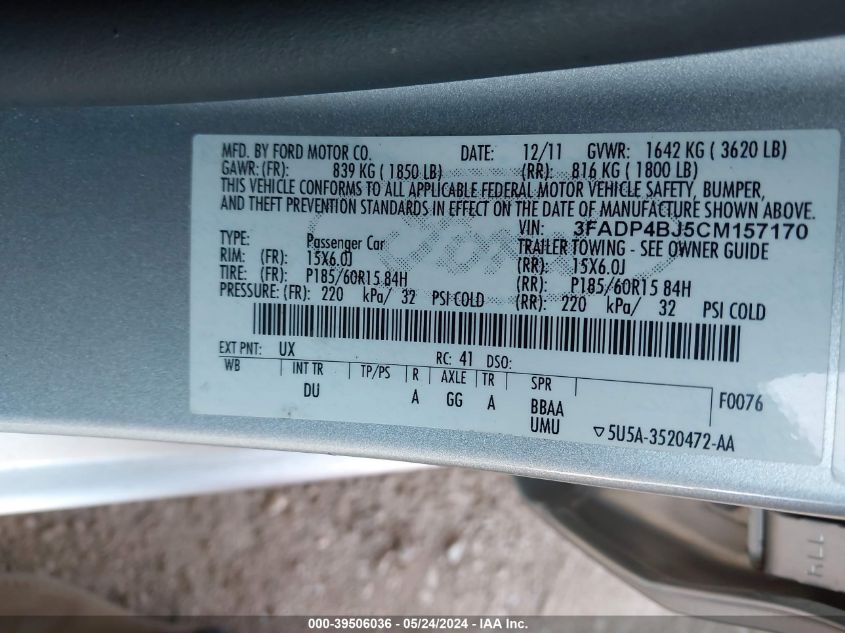 MFD. BY FORD MOTOR CO. DATE: 12/11 GVWR: 1642 KG ( 3620 LB)
GAWR: (FR): 839 KG ( 1850 LB) (RR): 816 KG ( 1800 LB)
THIS VEHICLE CONFORMS TO ALL APPLICABLE FEDERAL MOTOR VEHICLE SAFETY, BUMPER,
AND THEFT PREVENTION STANDARDS IN EFFECT ON THE DATE OF MANUFACTURE SHOWN ABOVE.
VIN: 3FADP4BJ5CM157170
TYPE: Passenger Car TRAILER TOWING - SEE OWNER GUIDE
RIM: (FR): 15X6.0J (RR): 15X6.0J
TIRE: (FR): P185/60R15 84H (RR): P185/60R15 84H
PRESSURE: (FR): 220 kPa/ 32 PSI COLD (RR): 220 kPa/ 32 PSI COLD
EXT PNT: UX RC: 41 DSO:
WB INT TR TP/PS R AXLE TR SPR
DU A GG A BBAA F0076
UMU ▽5U5A-3520472-AA
000-39506036 - 05/24/2024 - IAA Inc.